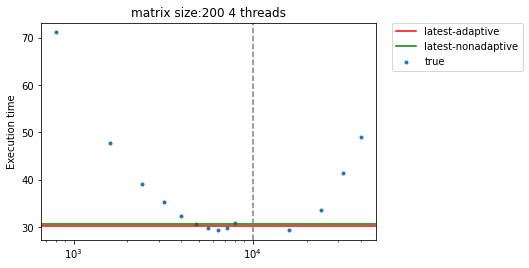 matrix size:200 4 threads
latest-adaptive
latest-nonadaptive
true
Execution time
70
60
50
40
30
10³
10⁴